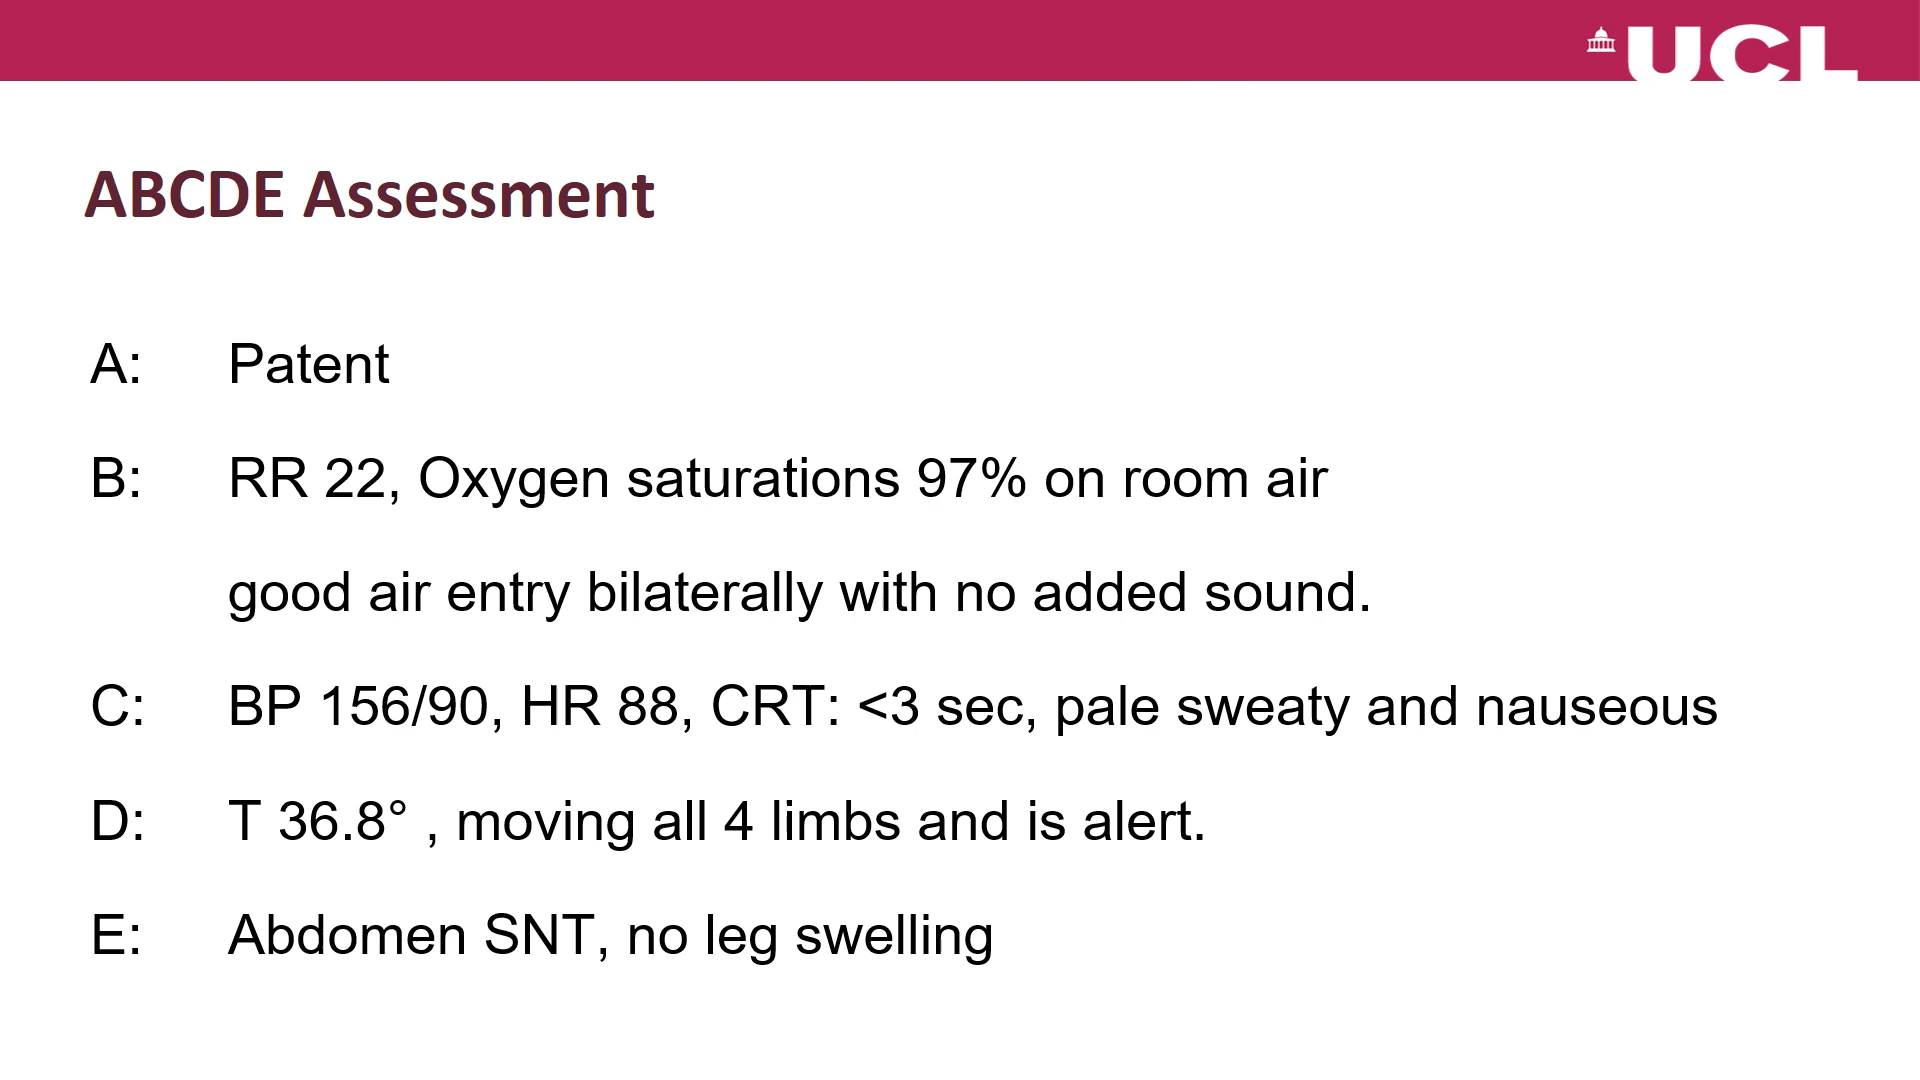 UCL
ABCDE Assessment
A: Patent
B: RR 22, Oxygen saturations 97% on room air
good air entry bilaterally with no added sound.
C: BP 156/90, HR 88, CRT: <3 sec, pale sweaty and nauseous
D: T 36.8° , moving all 4 limbs and is alert.
E: Abdomen SNT, no leg swelling